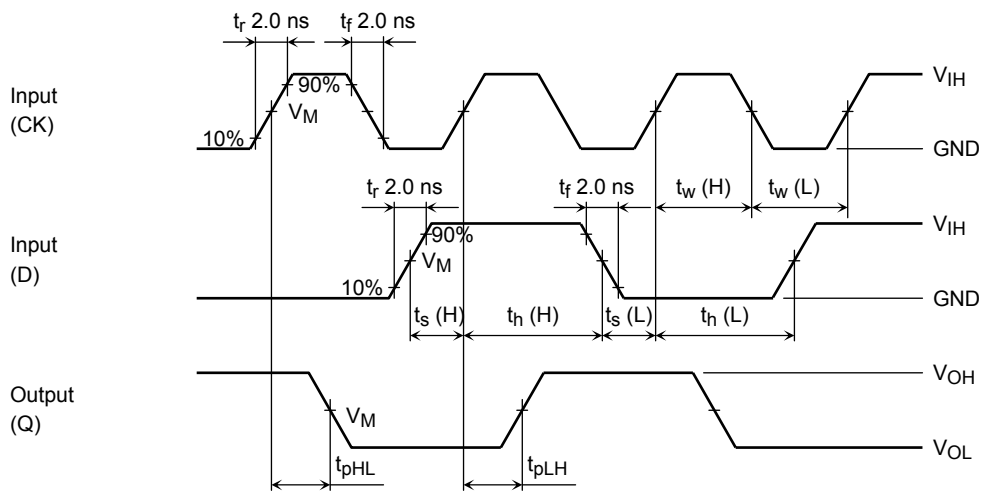 tr 2.0 ns tf 2.0 ns
Input
(CK)
90%
VM
10%
VIH
GND
tr 2.0 ns tf 2.0 ns tw (H) tw (L)
Input
(D)
90%
VM
10%
VIH
GND
ts (H) th (H) ts (L) th (L)
Output
(Q)
VM
VOH
VOL
tpHL tpLH